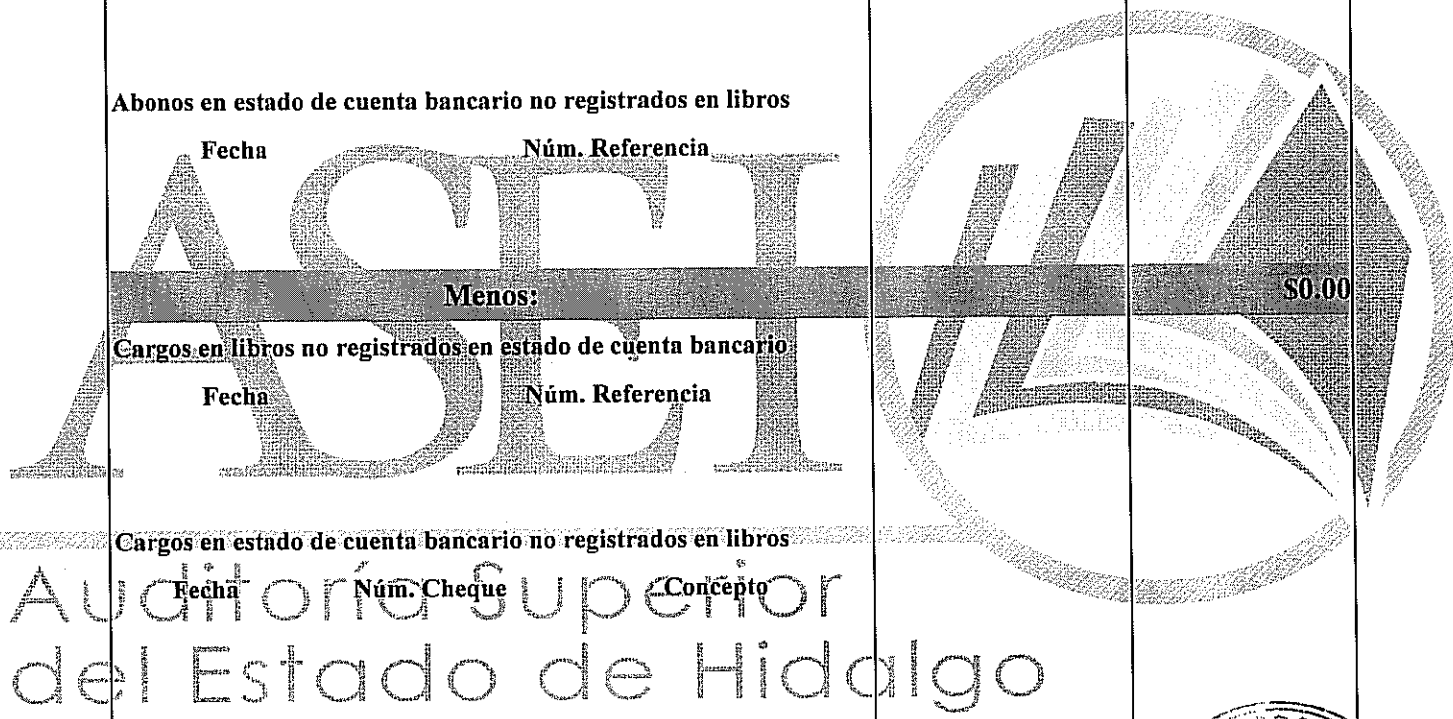 Abonos en estado de cuenta bancario no registrados en libros
Fecha Núm. Referencia
Menos: $0.00
Cargos en libros no registrados en estado de cuenta bancario
Fecha Núm. Referencia
Cargos en estado de cuenta bancario no registrados en libros
Fecha Núm. Cheque Concepto
ASEH
Auditoría Superior
del Estado de Hidalgo